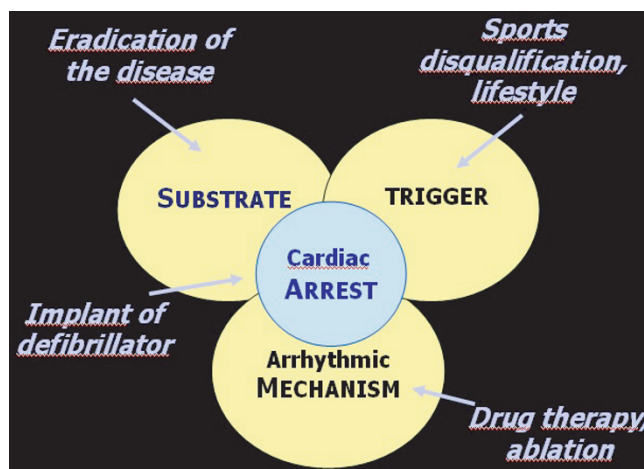 Eradication of
the disease
Sports
disqualification,
lifestyle
SUBSTRATE
TRIGGER
Cardiac
ARREST
Implant of
defibrillator
Arrhythmic
MECHANISM
Drug therapy,
ablation